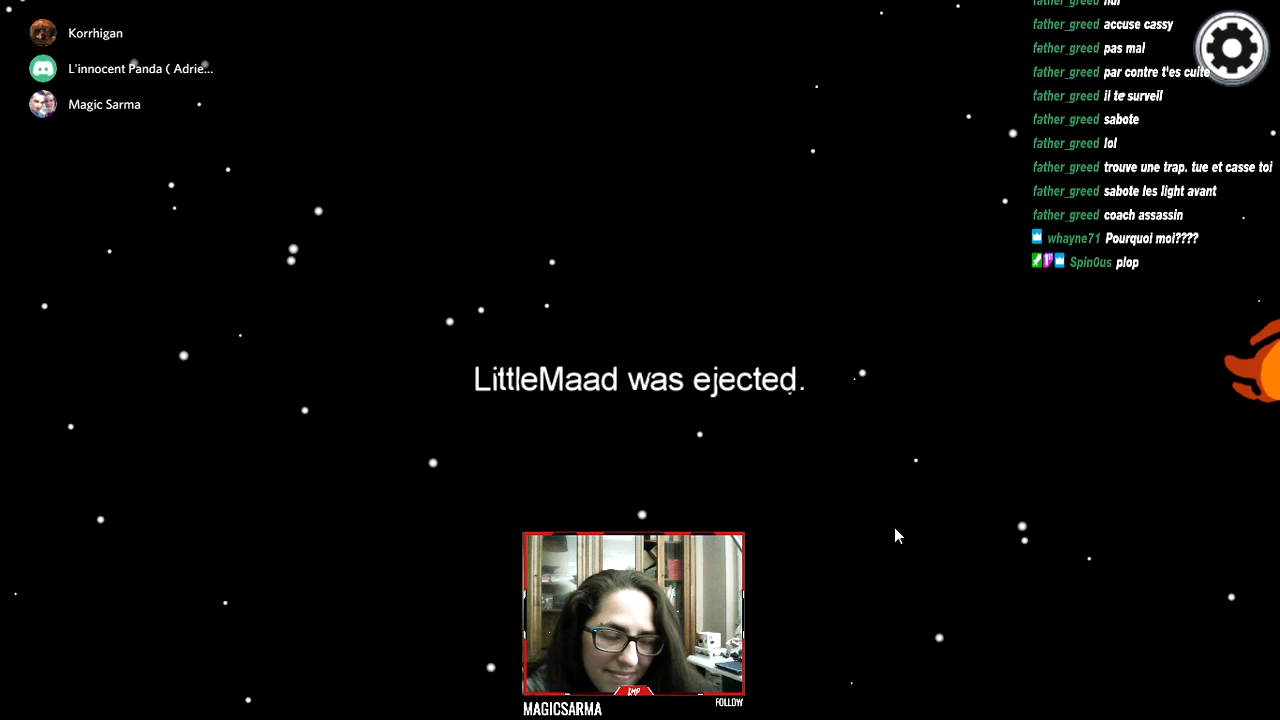 Korrhigan
L'innocent Panda ( Adrie...
Magic Sarma
father_greed accuse cassy
father_greed pas mal
father_greed par contre t'es cuite
father_greed il te surveil
father_greed sabote
father_greed lol
father_greed trouve une trap. tue et casse toi
father_greed sabote les light avant
father_greed coach assassin
whayne71 Pourquoi moi????
Spin0us plop
LittleMaad was ejected.
MAGICSARMA
FOLLOW